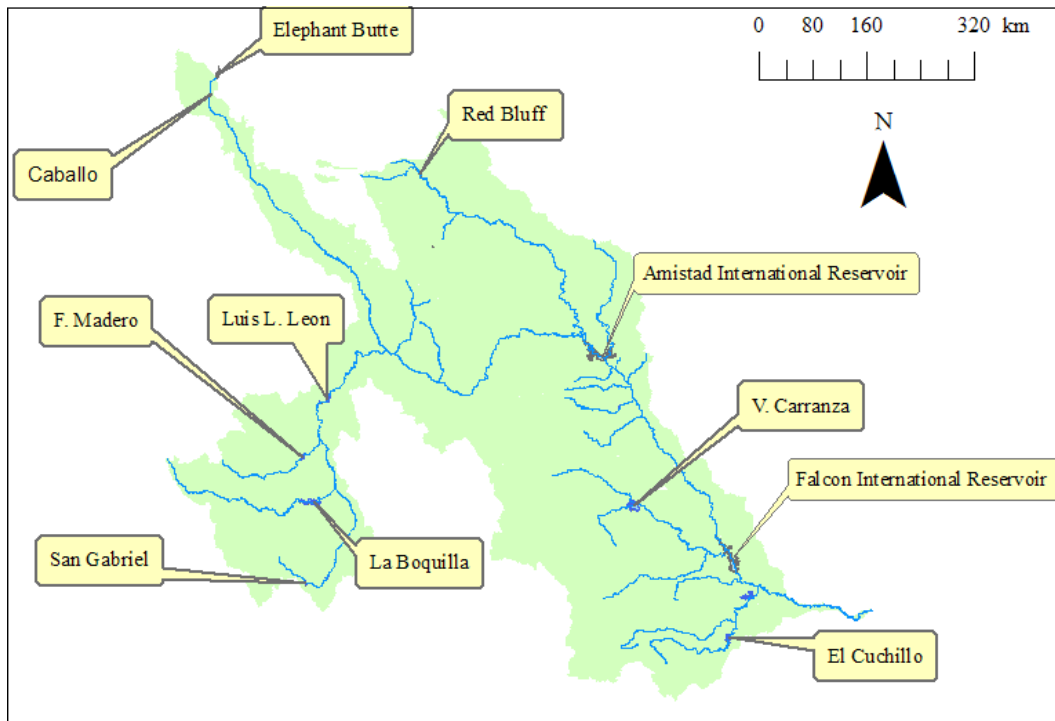 Elephant Butte
0 80 160 320 km
Red Bluff
N
Caballo
Amistad International Reservoir
F. Madero
Luis L. Leon
V. Carranza
Falcon International Reservoir
San Gabriel
La Boquilla
El Cuchillo